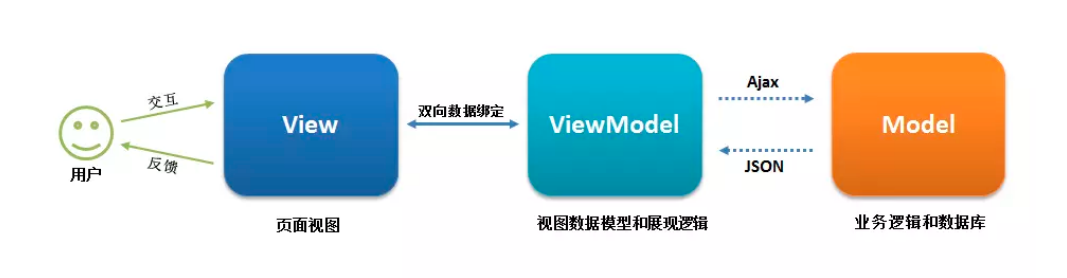 交互
反馈
用户
View
页面视图
双向数据绑定
ViewModel
视图数据模型和展现逻辑
Ajax
JSON
Model
业务逻辑和数据库